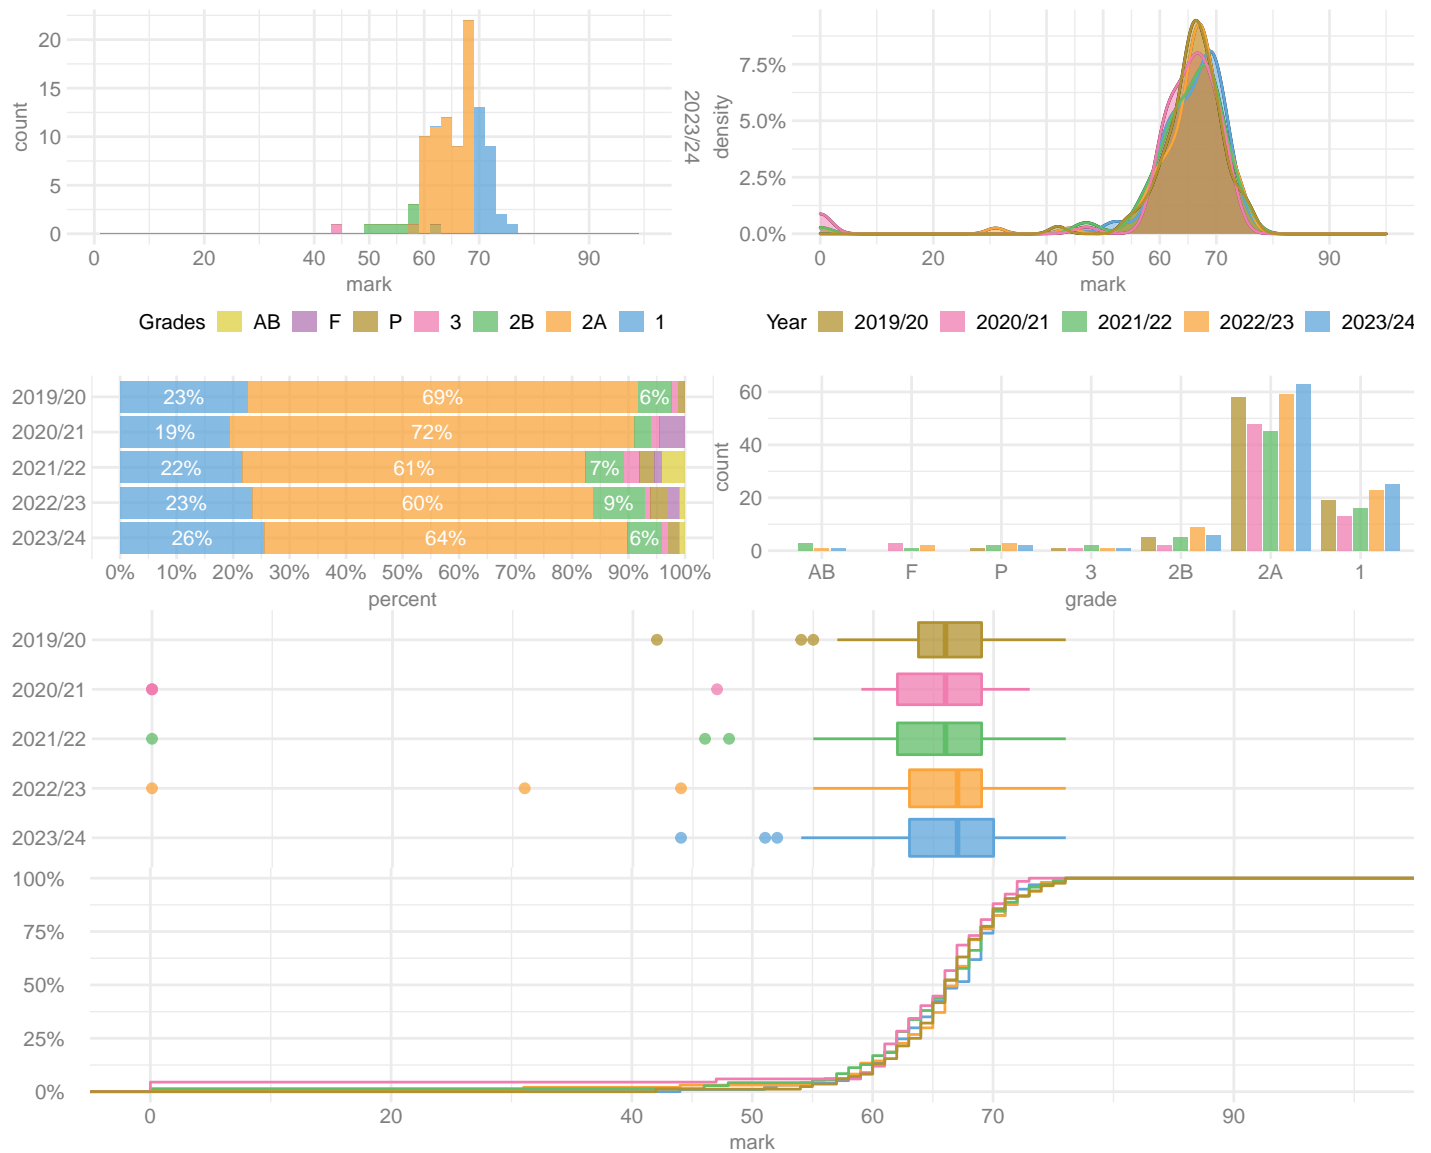 20
15
10
5
0
count
0 20 40 50 60 70 90
mark
2023/24
7.5%
5.0%
2.5%
0.0%
density
0 20 40 50 60 70 90
mark
Grades AB F P 3 2B 2A 1
Year 2019/20 2020/21 2021/22 2022/23 2023/24
2019/20 23% 69% 6%
2020/21 19% 72%
2021/22 22% 61% 7%
2022/23 23% 60% 9%
2023/24 26% 64% 6%
0% 10% 20% 30% 40% 50% 60% 70% 80% 90% 100%
percent
60
40
20
0
count
AB F P 3 2B 2A 1
grade
2019/20
2020/21
2021/22
2022/23
2023/24
100%
75%
50%
25%
0%
0 20 40 50 60 70 90
mark